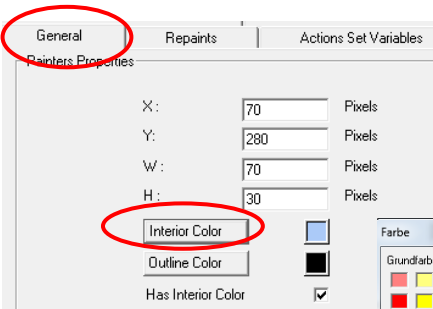 General Repaints Actions Set Variables
Painters Properties
X : 70 Pixels
Y: 280 Pixels
W : 70 Pixels
H : 30 Pixels
Interior Color Farbe
Outline Color Grundfarb
Has Interior Color